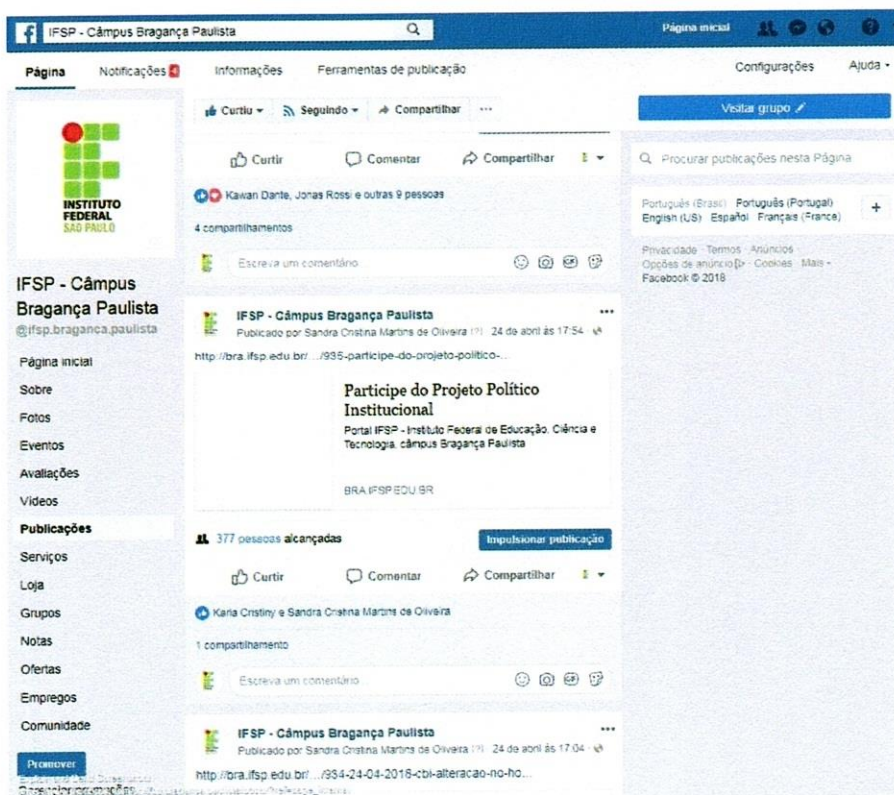 IFSP - Câmpus Bragança Paulista
Página inicial
Página Notificações 4 Informações Ferramentas de publicação Configurações Ajuda
Curtiu Seguindo Compartilhar ...
Visitar grupo
INSTITUTO
FEDERAL
SÃO PAULO
IFSP - Câmpus
Bragança Paulista
@ifsp.braganca.paulista
Página inicial
Sobre
Fotos
Eventos
Avaliações
Vídeos
Publicações
Serviços
Loja
Grupos
Notas
Ofertas
Empregos
Comunidade
Promover
Curtir Comentar Compartilhar
Kawan Dante, Jonas Rossi e outras 9 pessoas
4 compartilhamentos
Escreva um comentário...
GIF
IFSP - Câmpus Bragança Paulista
Publicado por Sandra Cristina Martins de Oliveira [?] · 24 de abril às 17:54 ·
http://bra.ifsp.edu.br/.../935-participe-do-projeto-político-...
Participe do Projeto Político
Institucional
Portal IFSP - Instituto Federal de Educação, Ciência e
Tecnologia, câmpus Bragança Paulista
BRA.IFSP.EDU.BR
377 pessoas alcançadas
Impulsionar publicação
Curtir Comentar Compartilhar
Karla Cristiny e Sandra Cristina Martins de Oliveira
1 compartilhamento
Escreva um comentário...
GIF
IFSP - Câmpus Bragança Paulista
Publicado por Sandra Cristina Martins de Oliveira [?] · 24 de abril às 17:04 ·
http://bra.ifsp.edu.br/.../934-24-04-2018-cbi-alteracao-no-ho...
Procurar publicações nesta Página
Português (Brasil) · Português (Portugal) ·
English (US) · Español · Français (France)
+
Privacidade · Termos · Anúncios ·
Opções de anúncio · Cookies · Mais
Facebook © 2018